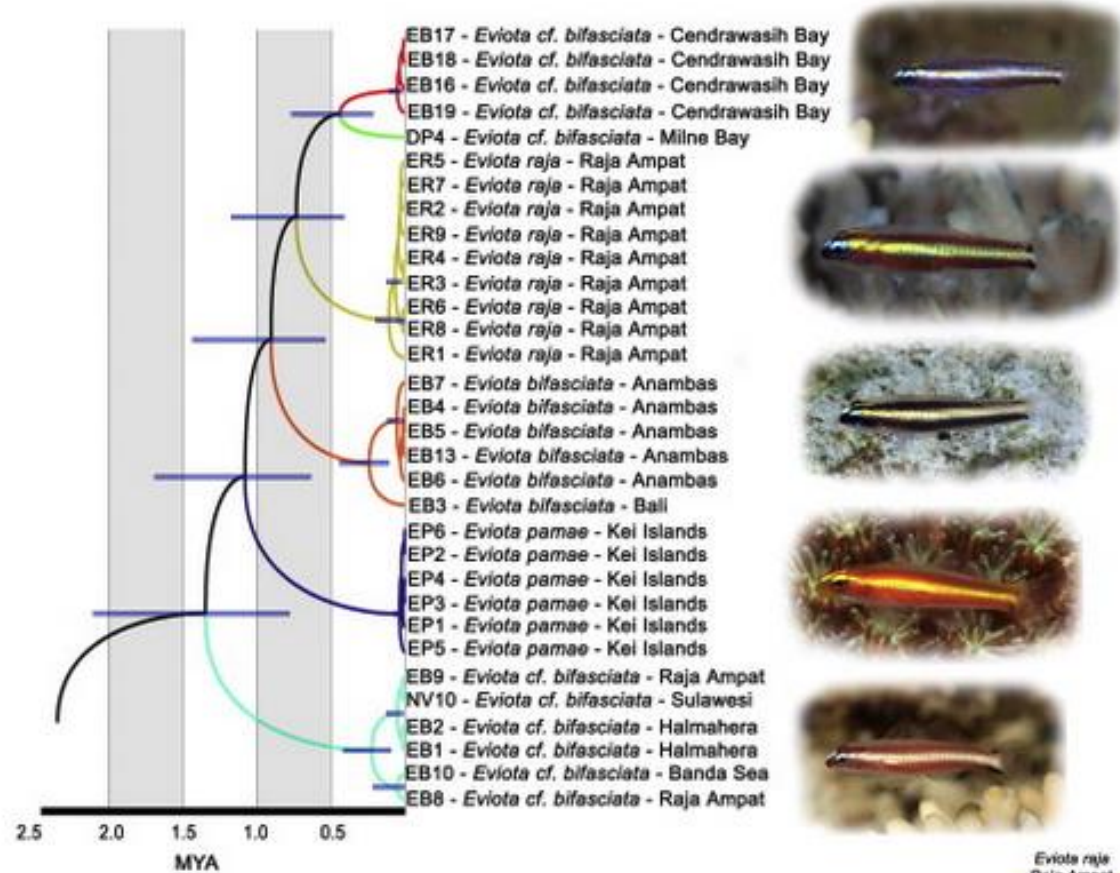 EB17 - Eviota cf. bifasciata - Cendrawasih Bay
EB18 - Eviota cf. bifasciata - Cendrawasih Bay
EB16 - Eviota cf. bifasciata - Cendrawasih Bay
EB19 - Eviota cf. bifasciata - Cendrawasih Bay
DP4 - Eviota cf. bifasciata - Milne Bay
ER5 - Eviota raja - Raja Ampat
ER7 - Eviota raja - Raja Ampat
ER2 - Eviota raja - Raja Ampat
ER9 - Eviota raja - Raja Ampat
ER4 - Eviota raja - Raja Ampat
ER3 - Eviota raja - Raja Ampat
ER6 - Eviota raja - Raja Ampat
ER8 - Eviota raja - Raja Ampat
ER1 - Eviota raja - Raja Ampat
EB7 - Eviota bifasciata - Anambas
EB4 - Eviota bifasciata - Anambas
EB5 - Eviota bifasciata - Anambas
EB13 - Eviota bifasciata - Anambas
EB6 - Eviota bifasciata - Anambas
EB3 - Eviota bifasciata - Bali
EP6 - Eviota pamae - Kei Islands
EP2 - Eviota pamae - Kei Islands
EP4 - Eviota pamae - Kei Islands
EP3 - Eviota pamae - Kei Islands
EP1 - Eviota pamae - Kei Islands
EP5 - Eviota pamae - Kei Islands
EB9 - Eviota cf. bifasciata - Raja Ampat
NV10 - Eviota cf. bifasciata - Sulawesi
EB2 - Eviota cf. bifasciata - Halmahera
EB1 - Eviota cf. bifasciata - Halmahera
EB10 - Eviota cf. bifasciata - Banda Sea
EB8 - Eviota cf. bifasciata - Raja Ampat
2.5 2.0 1.5 1.0 0.5
MYA
Eviota raja